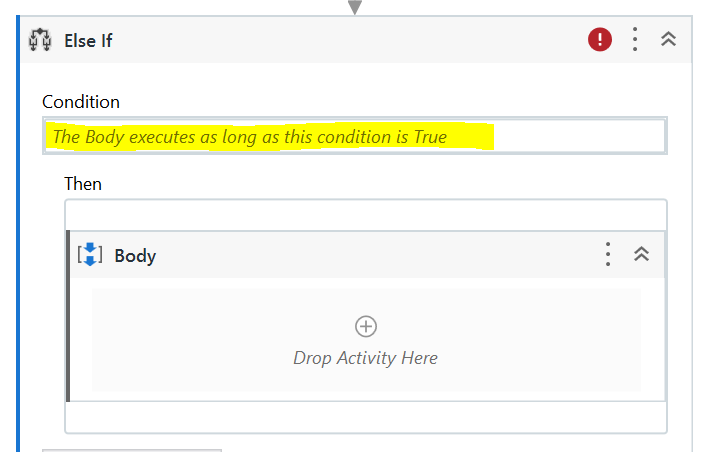 Else If
Condition
The Body executes as long as this condition is True
Then
Body
Drop Activity Here